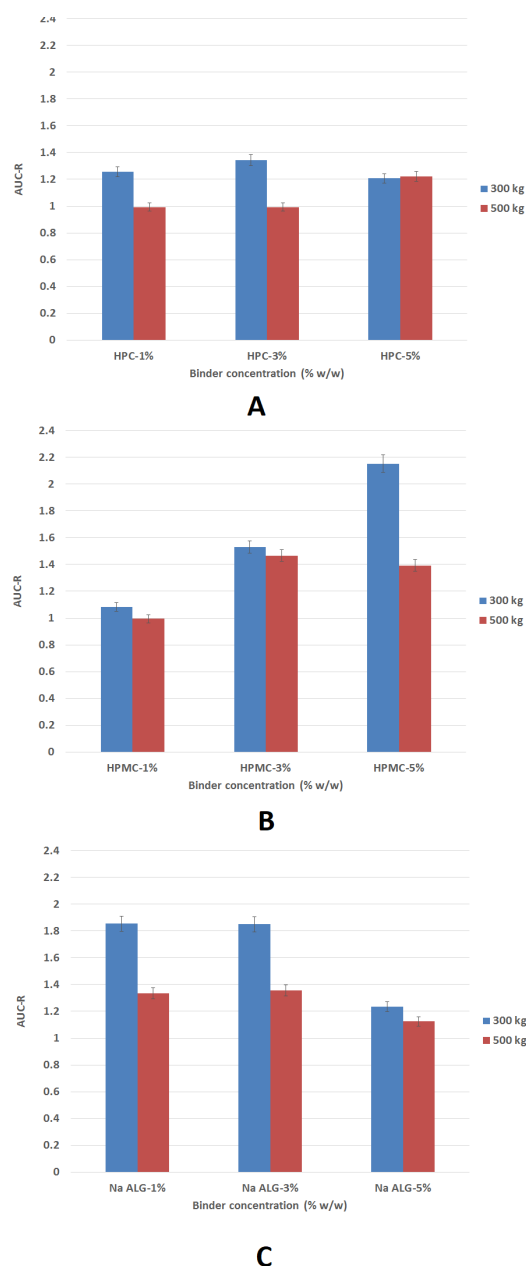 2.4
2
1.8
1.6
1.4
1.2
1
0.8
0.6
0.4
0.2
0
AUC-R
300 kg
500 kg
HPC-1% HPC-3% HPC-5%
Binder concentration (% w/w)
A
2.4
2.2
2
1.8
1.6
1.4
1.2
1
0.8
0.6
0.4
0.2
0
AUC-R
300 kg
500 kg
HPMC-1% HPMC-3% HPMC-5%
Binder concentration (% w/w)
B
2.4
2.2
2
1.8
1.6
1.4
1.2
1
0.8
0.6
0.4
0.2
0
AUC-R
300 kg
500 kg
Na ALG-1% Na ALG-3% Na ALG-5%
Binder concentration (% w/w)
C